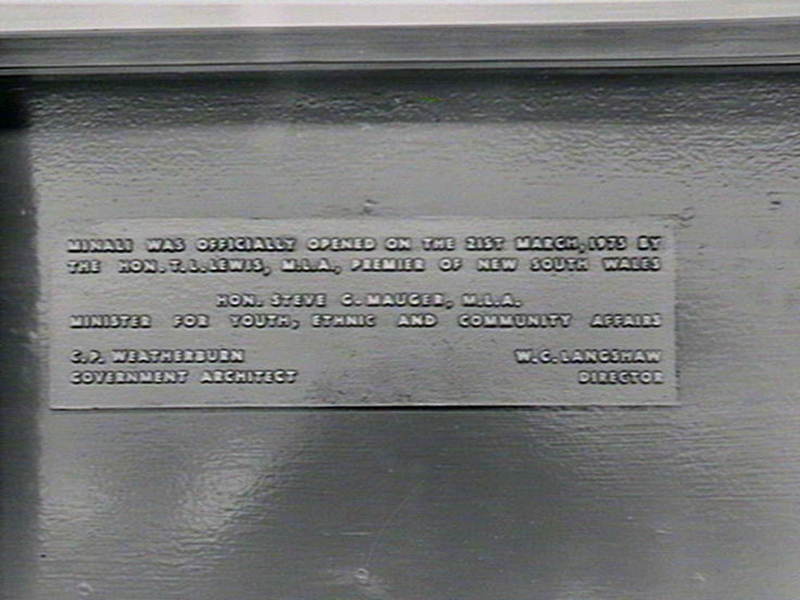 MINALI WAS OFFICIALLY OPENED ON THE 21ST MARCH, 1975 BY
THE HON. T. L. LEWIS, M.L.A., PREMIER OF NEW SOUTH WALES
HON. STEVE G. MAUGER, M.L.A.
MINISTER FOR YOUTH, ETHNIC AND COMMUNITY AFFAIRS
C.P. WEATHERBURN W.C. LANGSHAW
GOVERNMENT ARCHITECT DIRECTOR